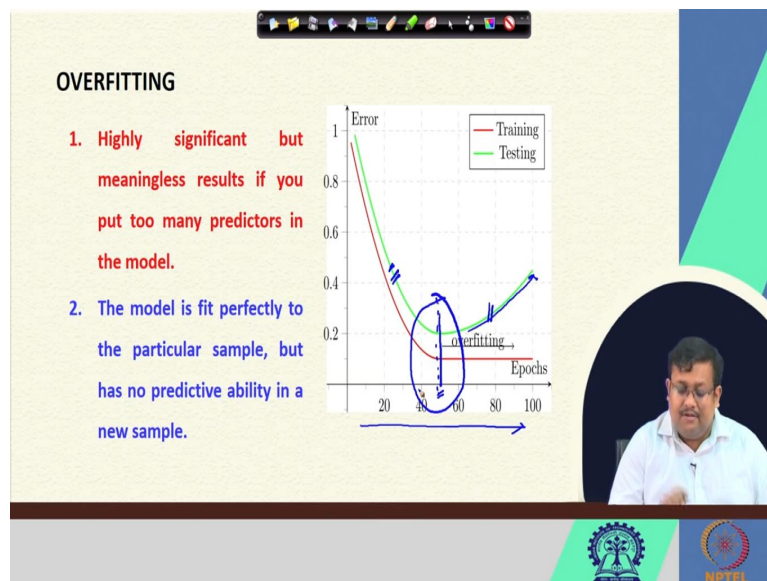 OVERFITTING
1. Highly significant but
meaningless results if you
put too many predictors in
the model.
2. The model is fit perfectly to
the particular sample, but
has no predictive ability in a
new sample.
Error
Training
Testing
1
0.8
0.6
0.4
0.2
overfitting
Epochs
20
40
60
80
100
NPTEL